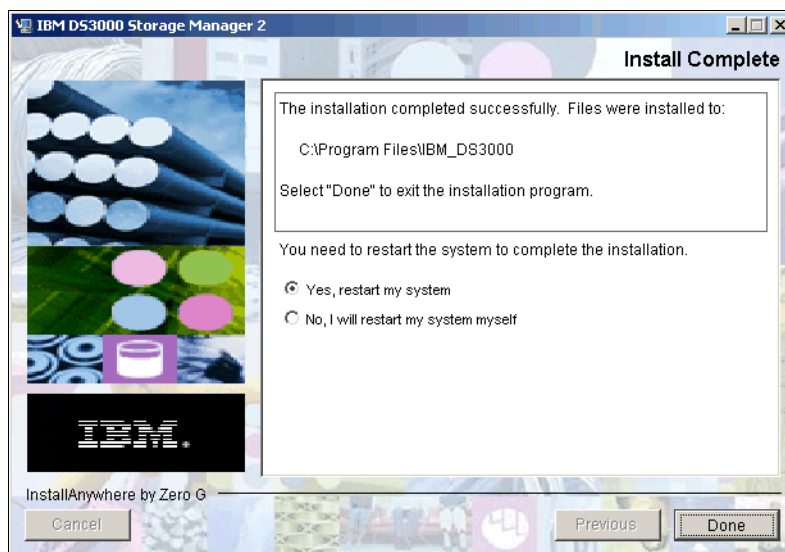 IBM DS3000 Storage Manager 2
Install Complete
The installation completed successfully.  Files were installed to:
C:\Program Files\IBM_DS3000
Select "Done" to exit the installation program.
You need to restart the system to complete the installation.
Yes, restart my system
No, I will restart my system myself
IBM.
InstallAnywhere by Zero G
Cancel
Previous
Done